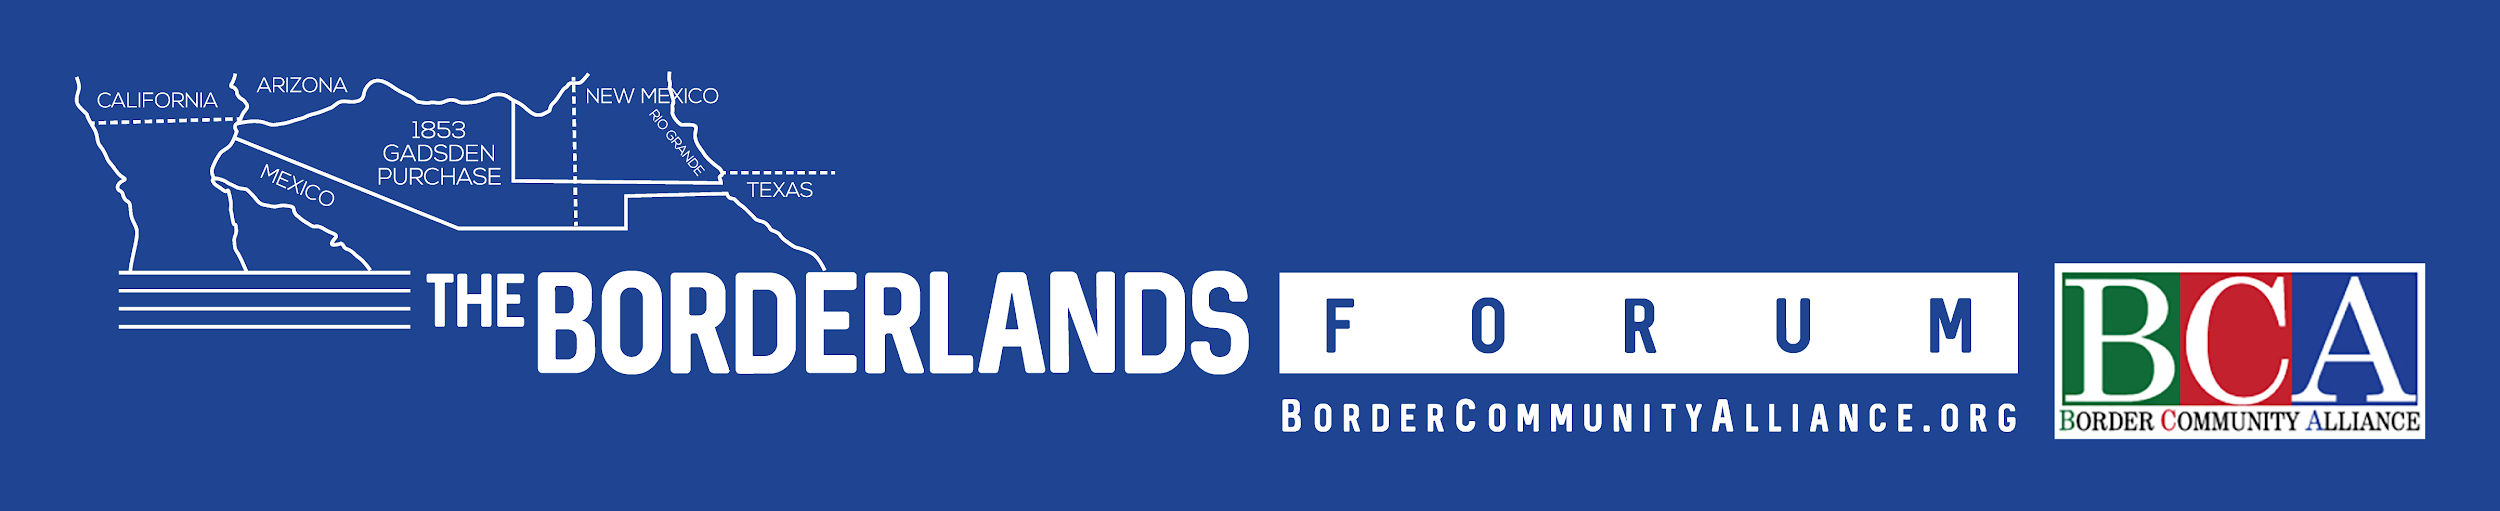 CALIFORNIA
ARIZONA
NEW MEXICO
1853
GADSDEN
PURCHASE
RIO GRANDE
MEXICO
TEXAS
THE BORDERLANDS FORUM
BORDERCOMMUNITYALLIANCE.ORG
BCA
BORDER COMMUNITY ALLIANCE